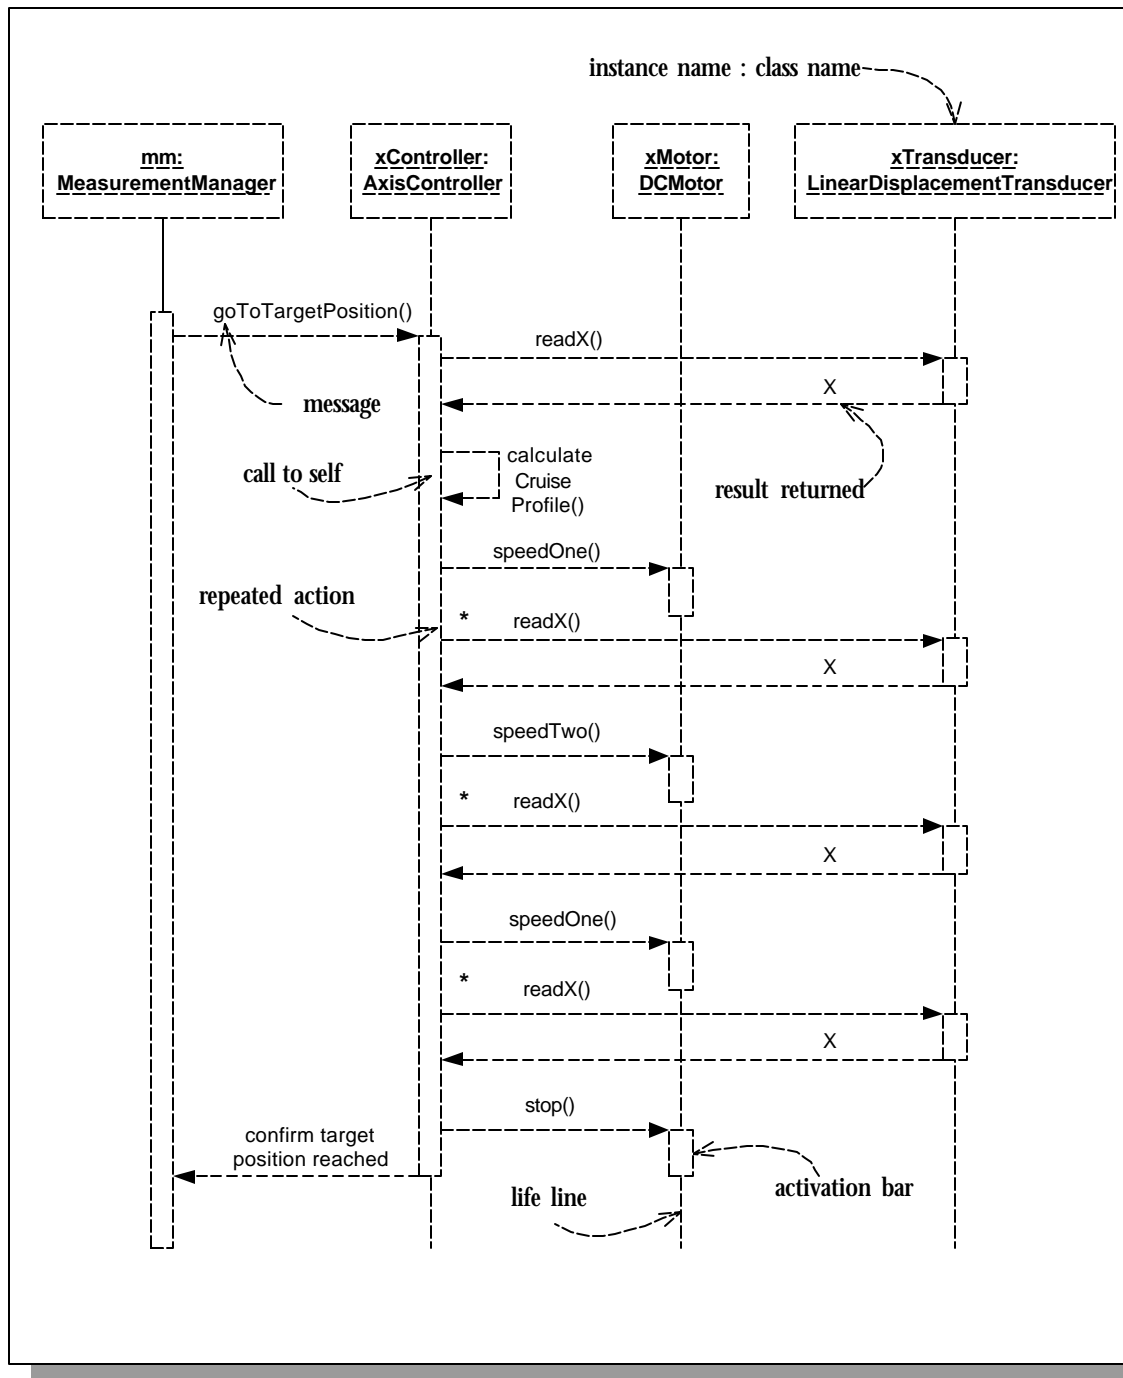 instance name : class name
mm:
MeasurementManager
xController:
AxisController
xMotor:
DCMotor
xTransducer:
LinearDisplacementTransducer
goToTargetPosition()
readX()
X
message
call to self
calculate
Cruise
Profile()
result returned
speedOne()
repeated action
* readX()
X
speedTwo()
* readX()
X
speedOne()
* readX()
X
stop()
confirm target
position reached
life line
activation bar